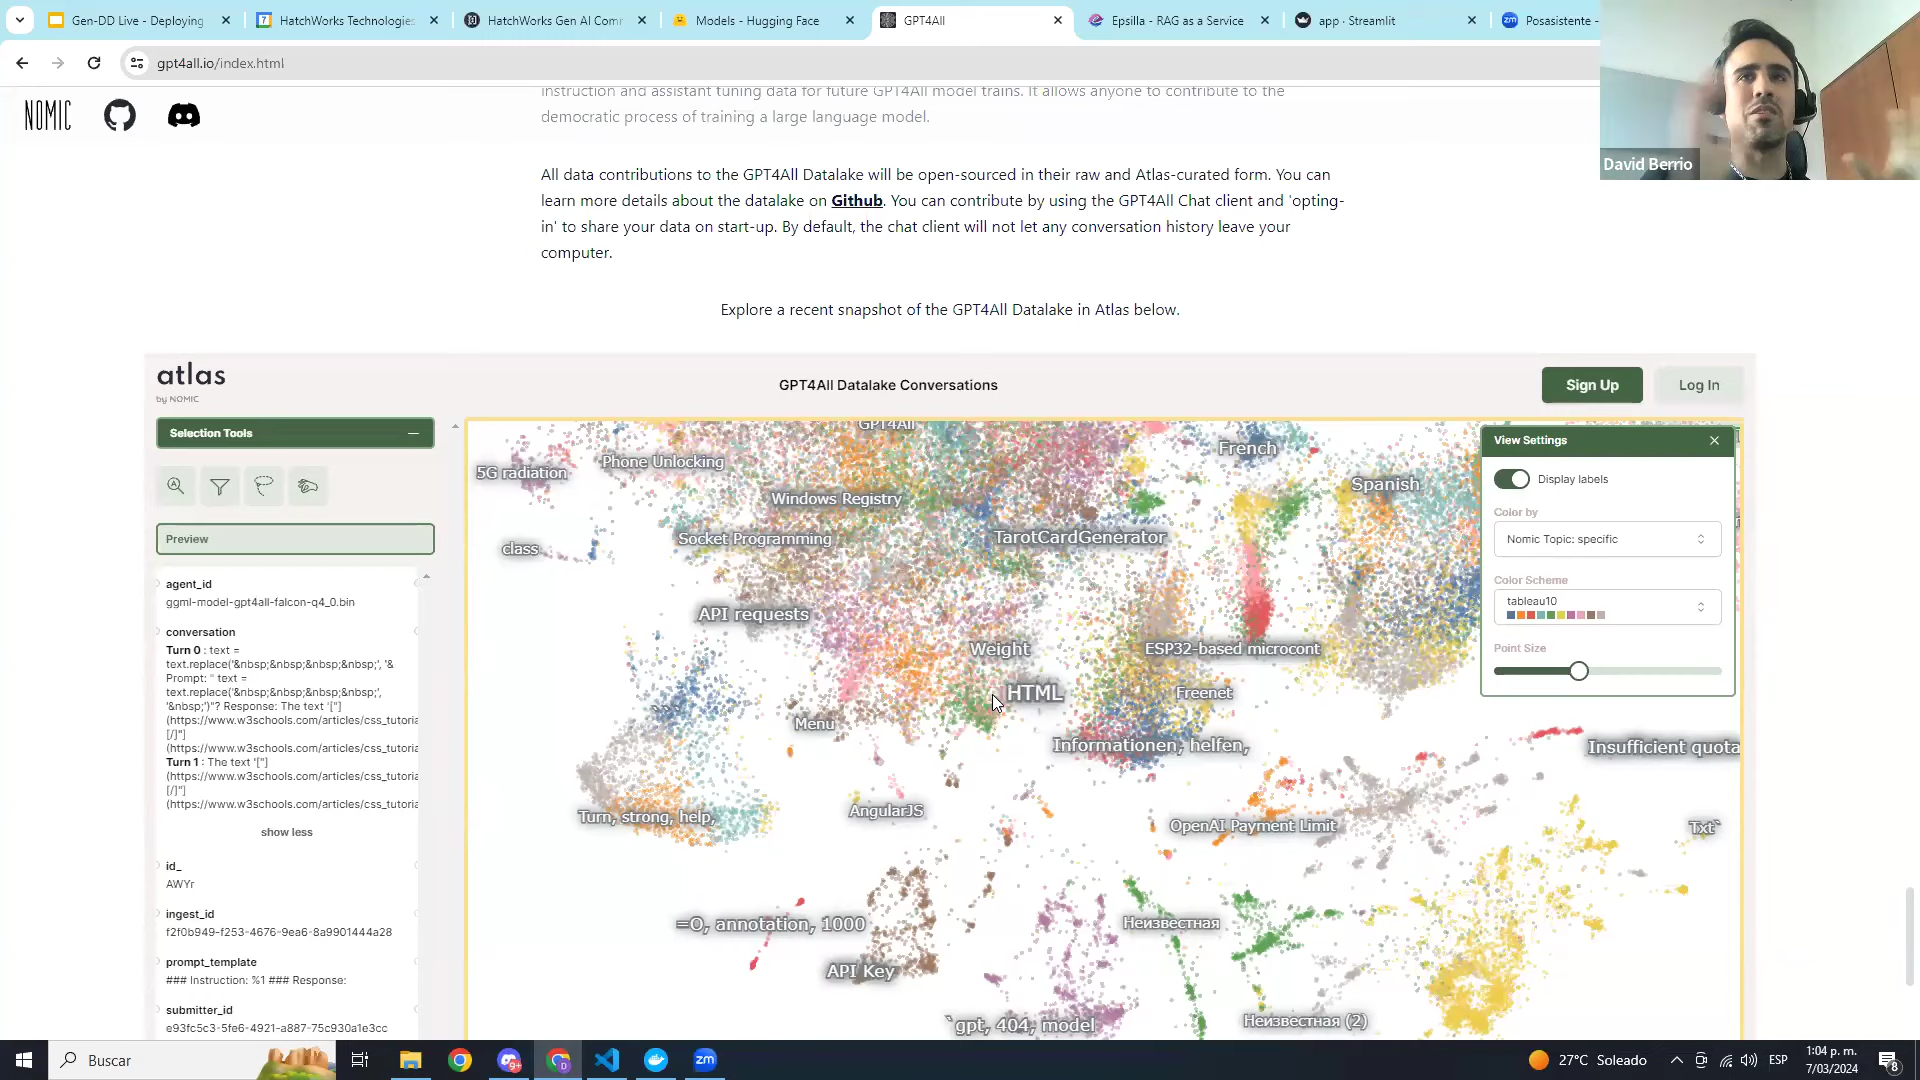 Gen-DD Live - Deploying
HatchWorks Technologies
HatchWorks Gen AI Comm
Models - Hugging Face
GPT4All
Epsilla - RAG as a Service
app · Streamlit
zm
Posasistente -
gpt4all.io/index.html
NOMIC
instruction and assistant tuning data for future GPT4All model trains. It allows anyone to contribute to the
democratic process of training a large language model.
David Berrio
All data contributions to the GPT4All Datalake will be open-sourced in their raw and Atlas-curated form. You can
learn more details about the datalake on Github. You can contribute by using the GPT4All Chat client and 'opting-
in' to share your data on start-up. By default, the chat client will not let any conversation history leave your
computer.
Explore a recent snapshot of the GPT4All Datalake in Atlas below.
atlas
by NOMIC
GPT4All Datalake Conversations
Sign Up
Log In
Selection Tools
Preview
agent_id
ggml-model-gpt4all-falcon-q4_0.bin
conversation
Turn 0 : text =
text.replace('&nbsp;&nbsp;&nbsp;&nbsp;', '&
Prompt: " text =
text.replace('&nbsp;&nbsp;&nbsp;&nbsp;',
'&nbsp;')"? Response: The text '["]
(https://www.w3schools.com/articles/css_tutoria
[/]"]
(https://www.w3schools.com/articles/css_tutoria
Turn 1 : The text '["]
(https://www.w3schools.com/articles/css_tutoria
[/]"]
(https://www.w3schools.com/articles/css_tutoria
show less
id_
AWYr
ingest_id
f2f0b949-f253-4676-9ea6-8a9901444a28
prompt_template
### Instruction: %1 ### Response:
submitter_id
e93fc5c3-5fe6-4921-a887-75c930a1e3cc
GPT4All
5G radiation
Phone Unlocking
French
Windows Registry
Spanish
class
Socket Programming
TarotCardGenerator
API requests
Weight
ESP32-based microcont
HTML
Freenet
```
Menu
Informationen, helfen,
Insufficient quota
Turn, strong, help,
AngularJS
OpenAI Payment Limit
Txt`
=O, annotation, 1000
Неизвестная
API Key
`gpt, 404, model
Неизвестная (2)
View Settings
Display labels
Color by
Nomic Topic: specific
Color Scheme
tableau10
Point Size
Buscar
9+
zm
27°C Soleado
ESP
1:04 p. m.
7/03/2024
8